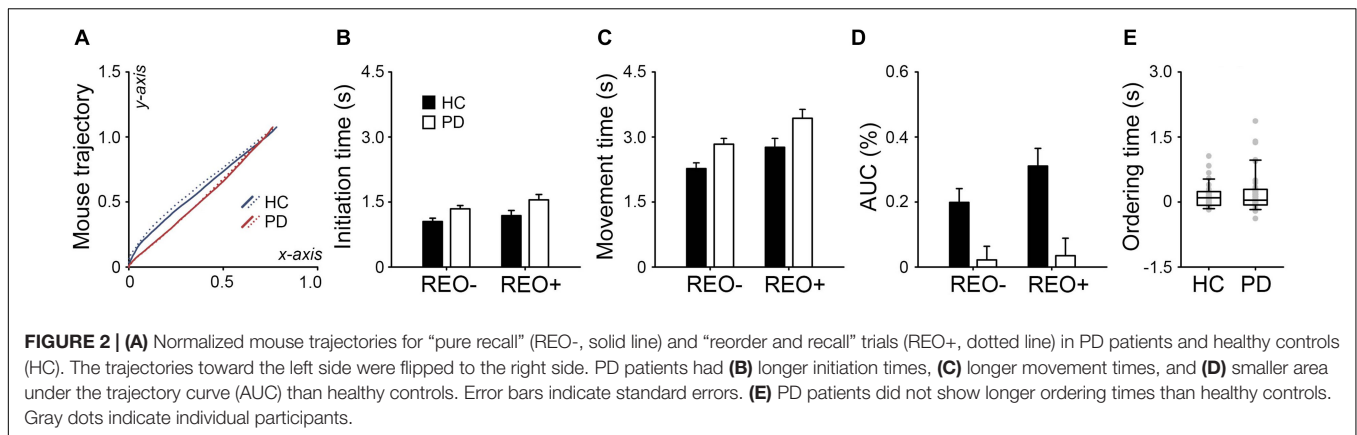 A
Mouse trajectory
y-axis
1.5
1.0
0.5
0
HC
PD
x-axis
0
0.5
1.0
B
Initiation time (s)
4.5
3.0
1.5
0
HC
PD
REO-
REO+
C
Movement time (s)
4.5
3.0
1.5
0
REO-
REO+
D
AUC (%)
0.6
0.4
0.2
0
REO-
REO+
E
Ordering time (s)
3.0
1.5
0
-1.5
HC
PD
FIGURE 2 | (A) Normalized mouse trajectories for “pure recall” (REO-, solid line) and “reorder and recall” trials (REO+, dotted line) in PD patients and healthy controls
(HC). The trajectories toward the left side were flipped to the right side. PD patients had (B) longer initiation times, (C) longer movement times, and (D) smaller area
under the trajectory curve (AUC) than healthy controls. Error bars indicate standard errors. (E) PD patients did not show longer ordering times than healthy controls.
Gray dots indicate individual participants.